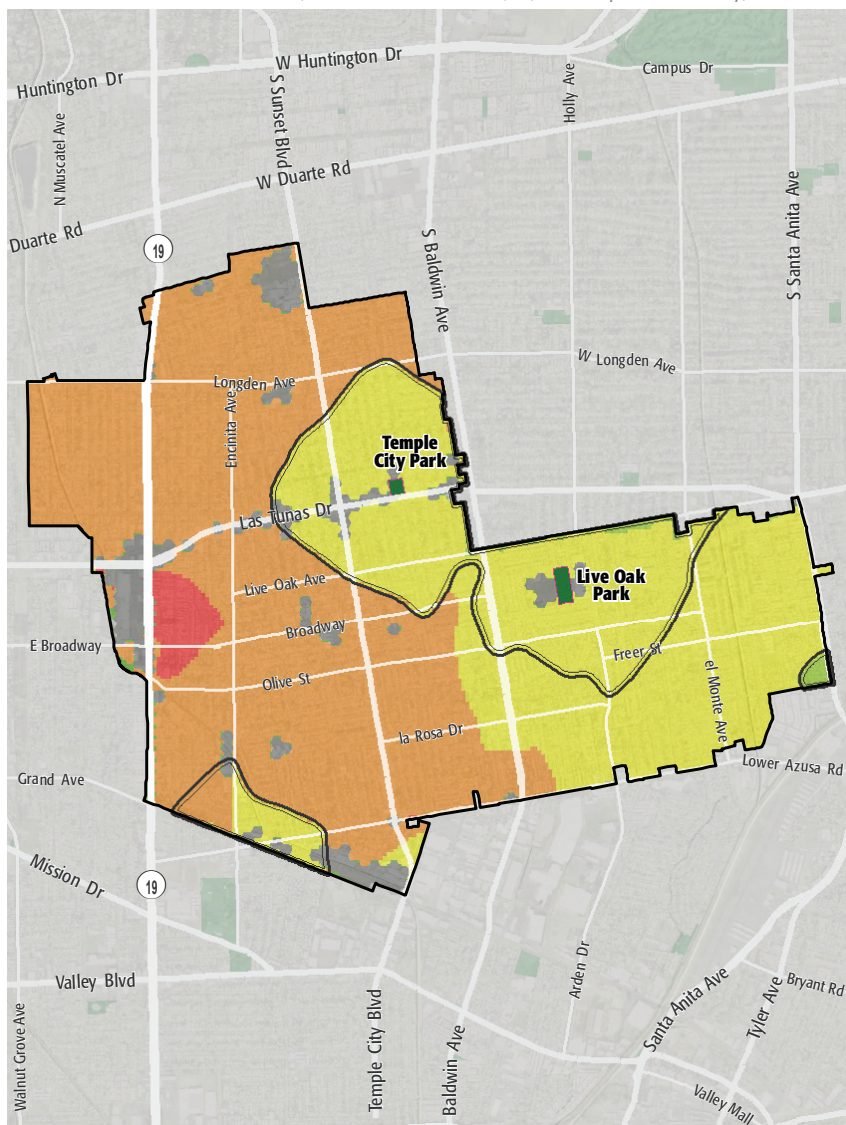 W Huntington Dr
Huntington Dr
Campus Dr
Holly Ave
S Sunset Blvd
N Muscatel Ave
W Duarte Rd
Duarte Rd
S Santa Anita Ave
19
S Baldwin Ave
W Longden Ave
Longden Ave
Encinita Ave
Temple
City Park
Las Tunas Dr
Live Oak Ave
Live Oak
Park
Broadway
E Broadway
Freer St
Olive St
el Monte Ave
la Rosa Dr
Lower Azusa Rd
Grand Ave
Mission Dr
19
Valley Blvd
Arden Dr
Santa Anita Ave
Bryant Rd
Tyler Ave
Temple City Blvd
Baldwin Ave
Walnut Grove Ave
Valley Mall